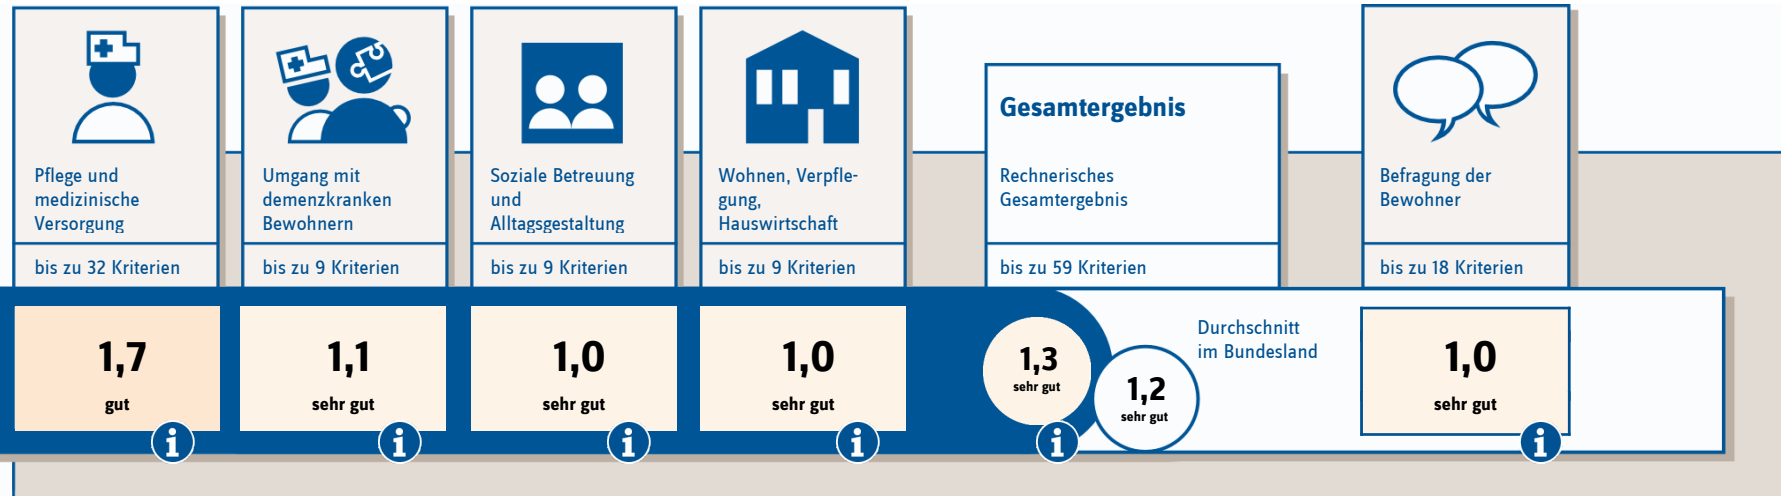 Pflege und
medizinische
Versorgung
bis zu 32 Kriterien
1,7
gut
Umgang mit
demenzkranken
Bewohnern
bis zu 9 Kriterien
1,1
sehr gut
Soziale Betreuung
und
Alltagsgestaltung
bis zu 9 Kriterien
1,0
sehr gut
Wohnen, Verpfle-
gung,
Hauswirtschaft
bis zu 9 Kriterien
1,0
sehr gut
Gesamtergebnis
Rechnerisches
Gesamtergebnis
bis zu 59 Kriterien
1,3
sehr gut
1,2
sehr gut
Durchschnitt
im Bundesland
Befragung der
Bewohner
bis zu 18 Kriterien
1,0
sehr gut